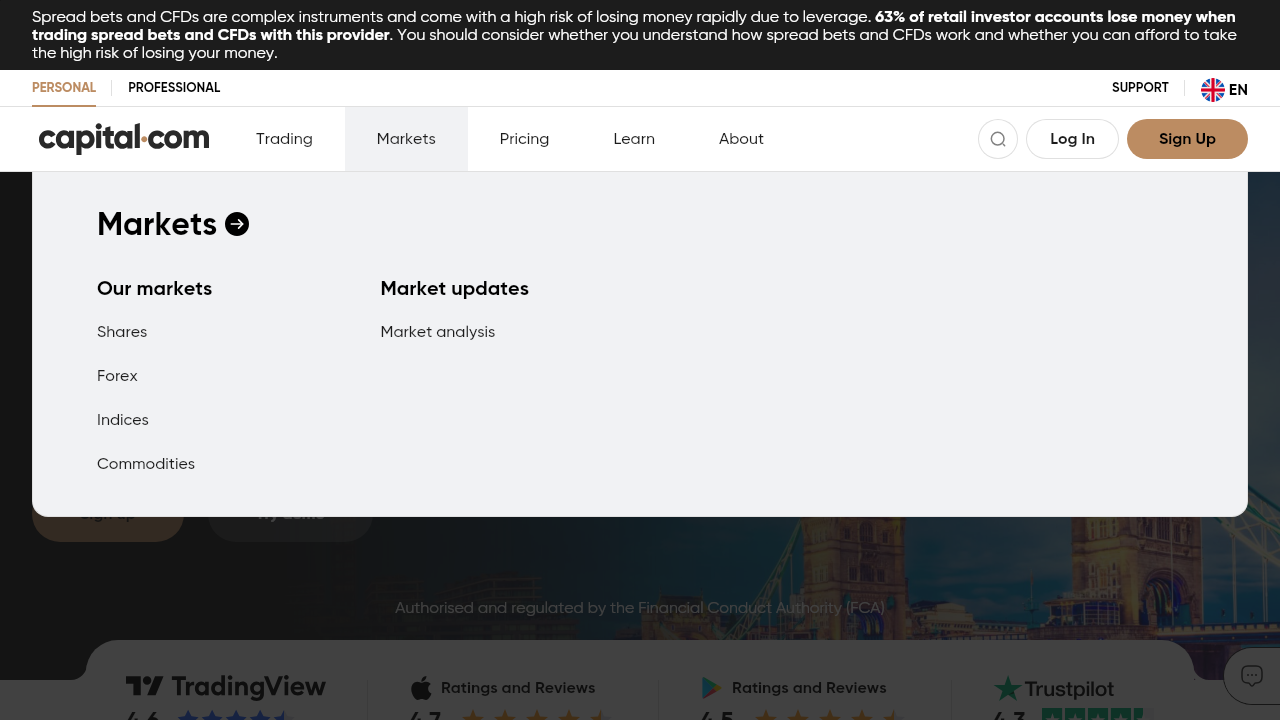 Spread bets and CFDs are complex instruments and come with a high risk of losing money rapidly due to leverage. 63% of retail investor accounts lose money when
trading spread bets and CFDs with this provider. You should consider whether you understand how spread bets and CFDs work and whether you can afford to take
the high risk of losing your money.
PERSONAL PROFESSIONAL SUPPORT EN
capital.com Trading Markets Pricing Learn About Log In Sign Up
Markets
Our markets Market updates
Shares Market analysis
Forex
Indices
Commodities
Sign up Try demo
Authorised and regulated by the Financial Conduct Authority (FCA)
TradingView Ratings and Reviews Ratings and Reviews Trustpilot
4.6 4.7 4.5 4.3